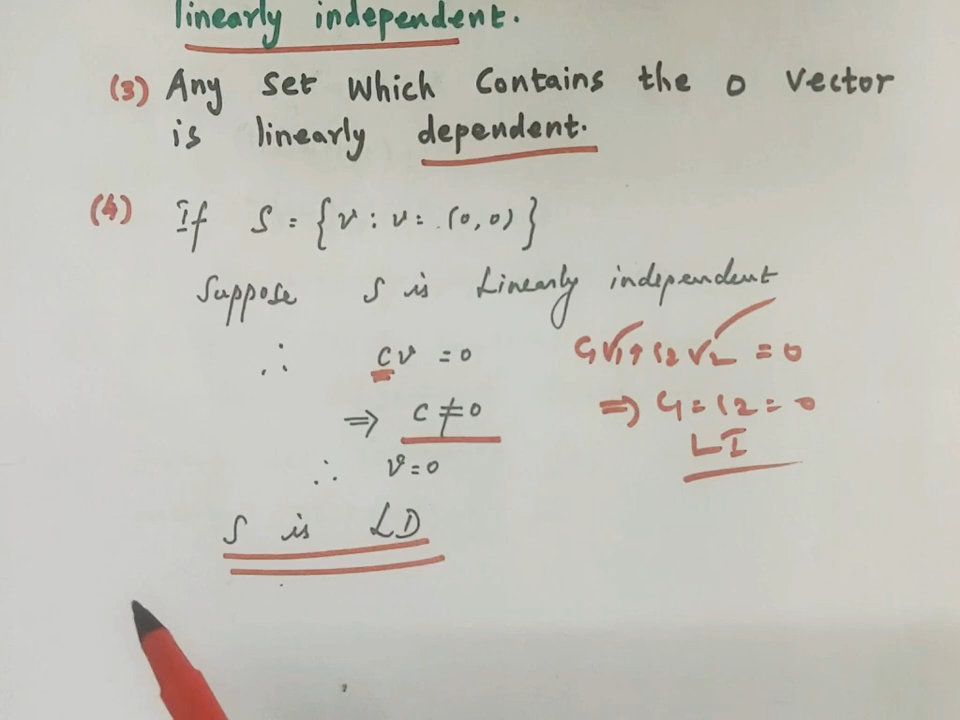 linearly independent.
(3) Any set which contains the 0 vector
is linearly dependent.
(4) If S = {v : v = (0,0)}
Suppose S is Linearly independent
∴ cv = 0
c₁v₁ + c₂v₂ = 0
⇒ c ≠ 0
⇒ c₁ = c₂ = 0
LI
∴ v = 0
S is LD